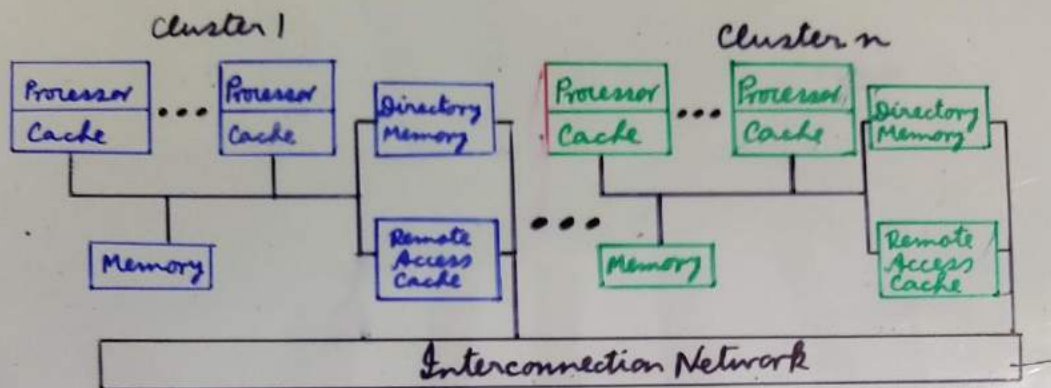 Cluster 1
Cluster n
Processor
Cache
Processor
Cache
Directory
Memory
Processor
Cache
Processor
Cache
Directory
Memory
Memory
Remote
Access
Cache
Memory
Remote
Access
Cache
Interconnection Network